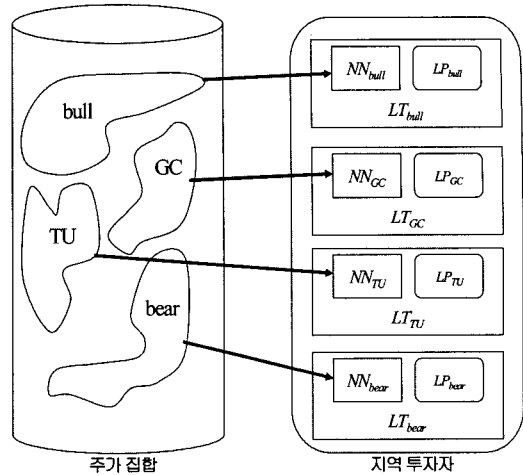 bull
GC
TU
bear
주가 집합
NN_bull LP_bull
LT_bull
NN_GC LP_GC
LT_GC
NN_TU LP_TU
LT_TU
NN_bear LP_bear
LT_bear
지역 투자자